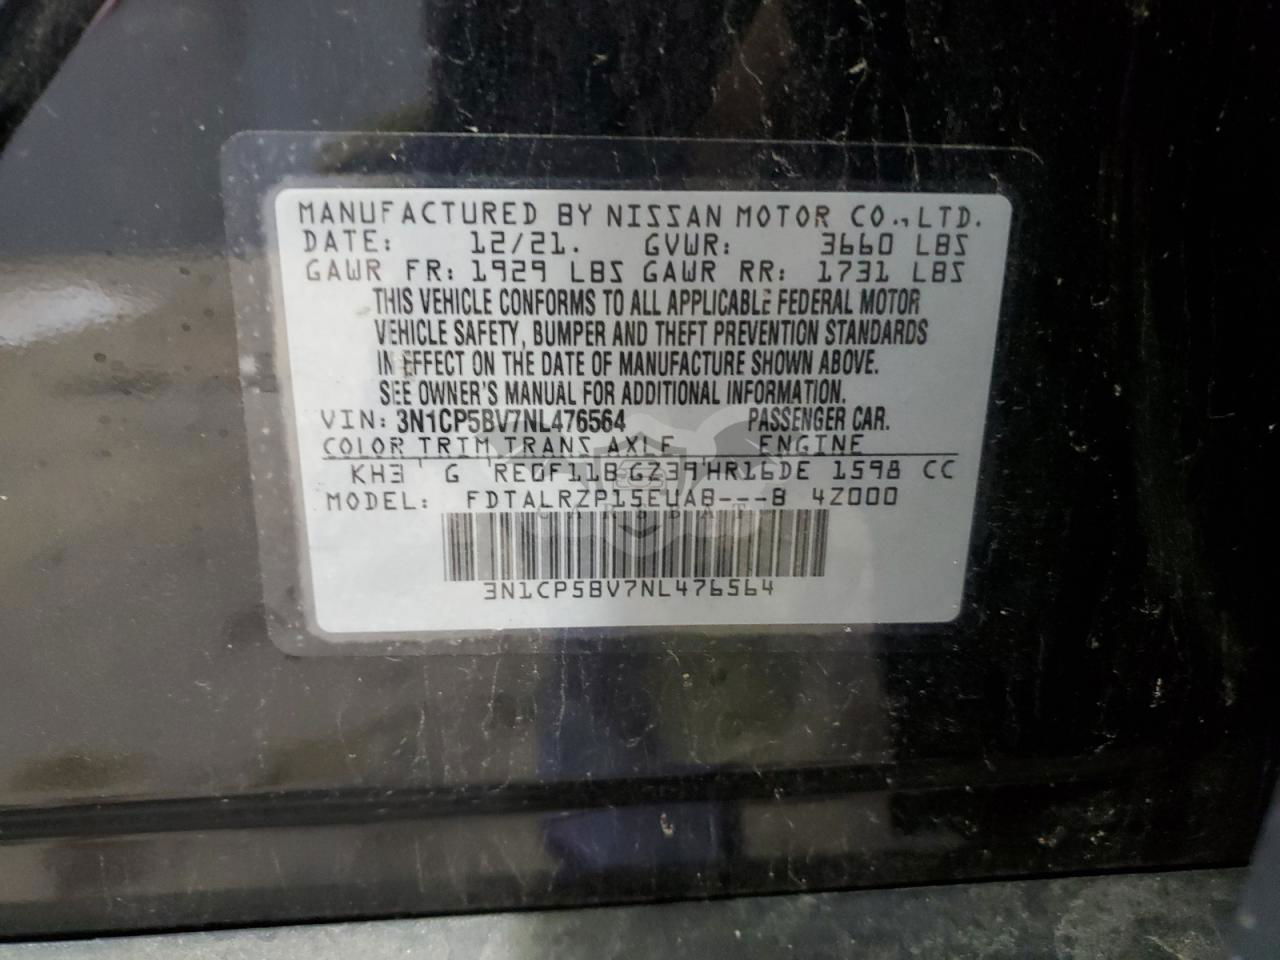 MANUFACTURED BY NISSAN MOTOR CO., LTD.
DATE: 12/21. GVWR: 3660 LBS
GAWR FR: 1929 LBS GAWR RR: 1731 LBS
THIS VEHICLE CONFORMS TO ALL APPLICABLE FEDERAL MOTOR
VEHICLE SAFETY, BUMPER AND THEFT PREVENTION STANDARDS
IN EFFECT ON THE DATE OF MANUFACTURE SHOWN ABOVE.
SEE OWNER'S MANUAL FOR ADDITIONAL INFORMATION.
VIN: 3N1CP5BV7NL476564 PASSENGER CAR.
COLOR TRIM TRANS AXLE ENGINE
KH3 ' G 'RE0F11B GZ39'HR16DE 1598 CC
MODEL: FDTALRZP15EUA8---B 4Z000
3N1CP5BV7NL476564